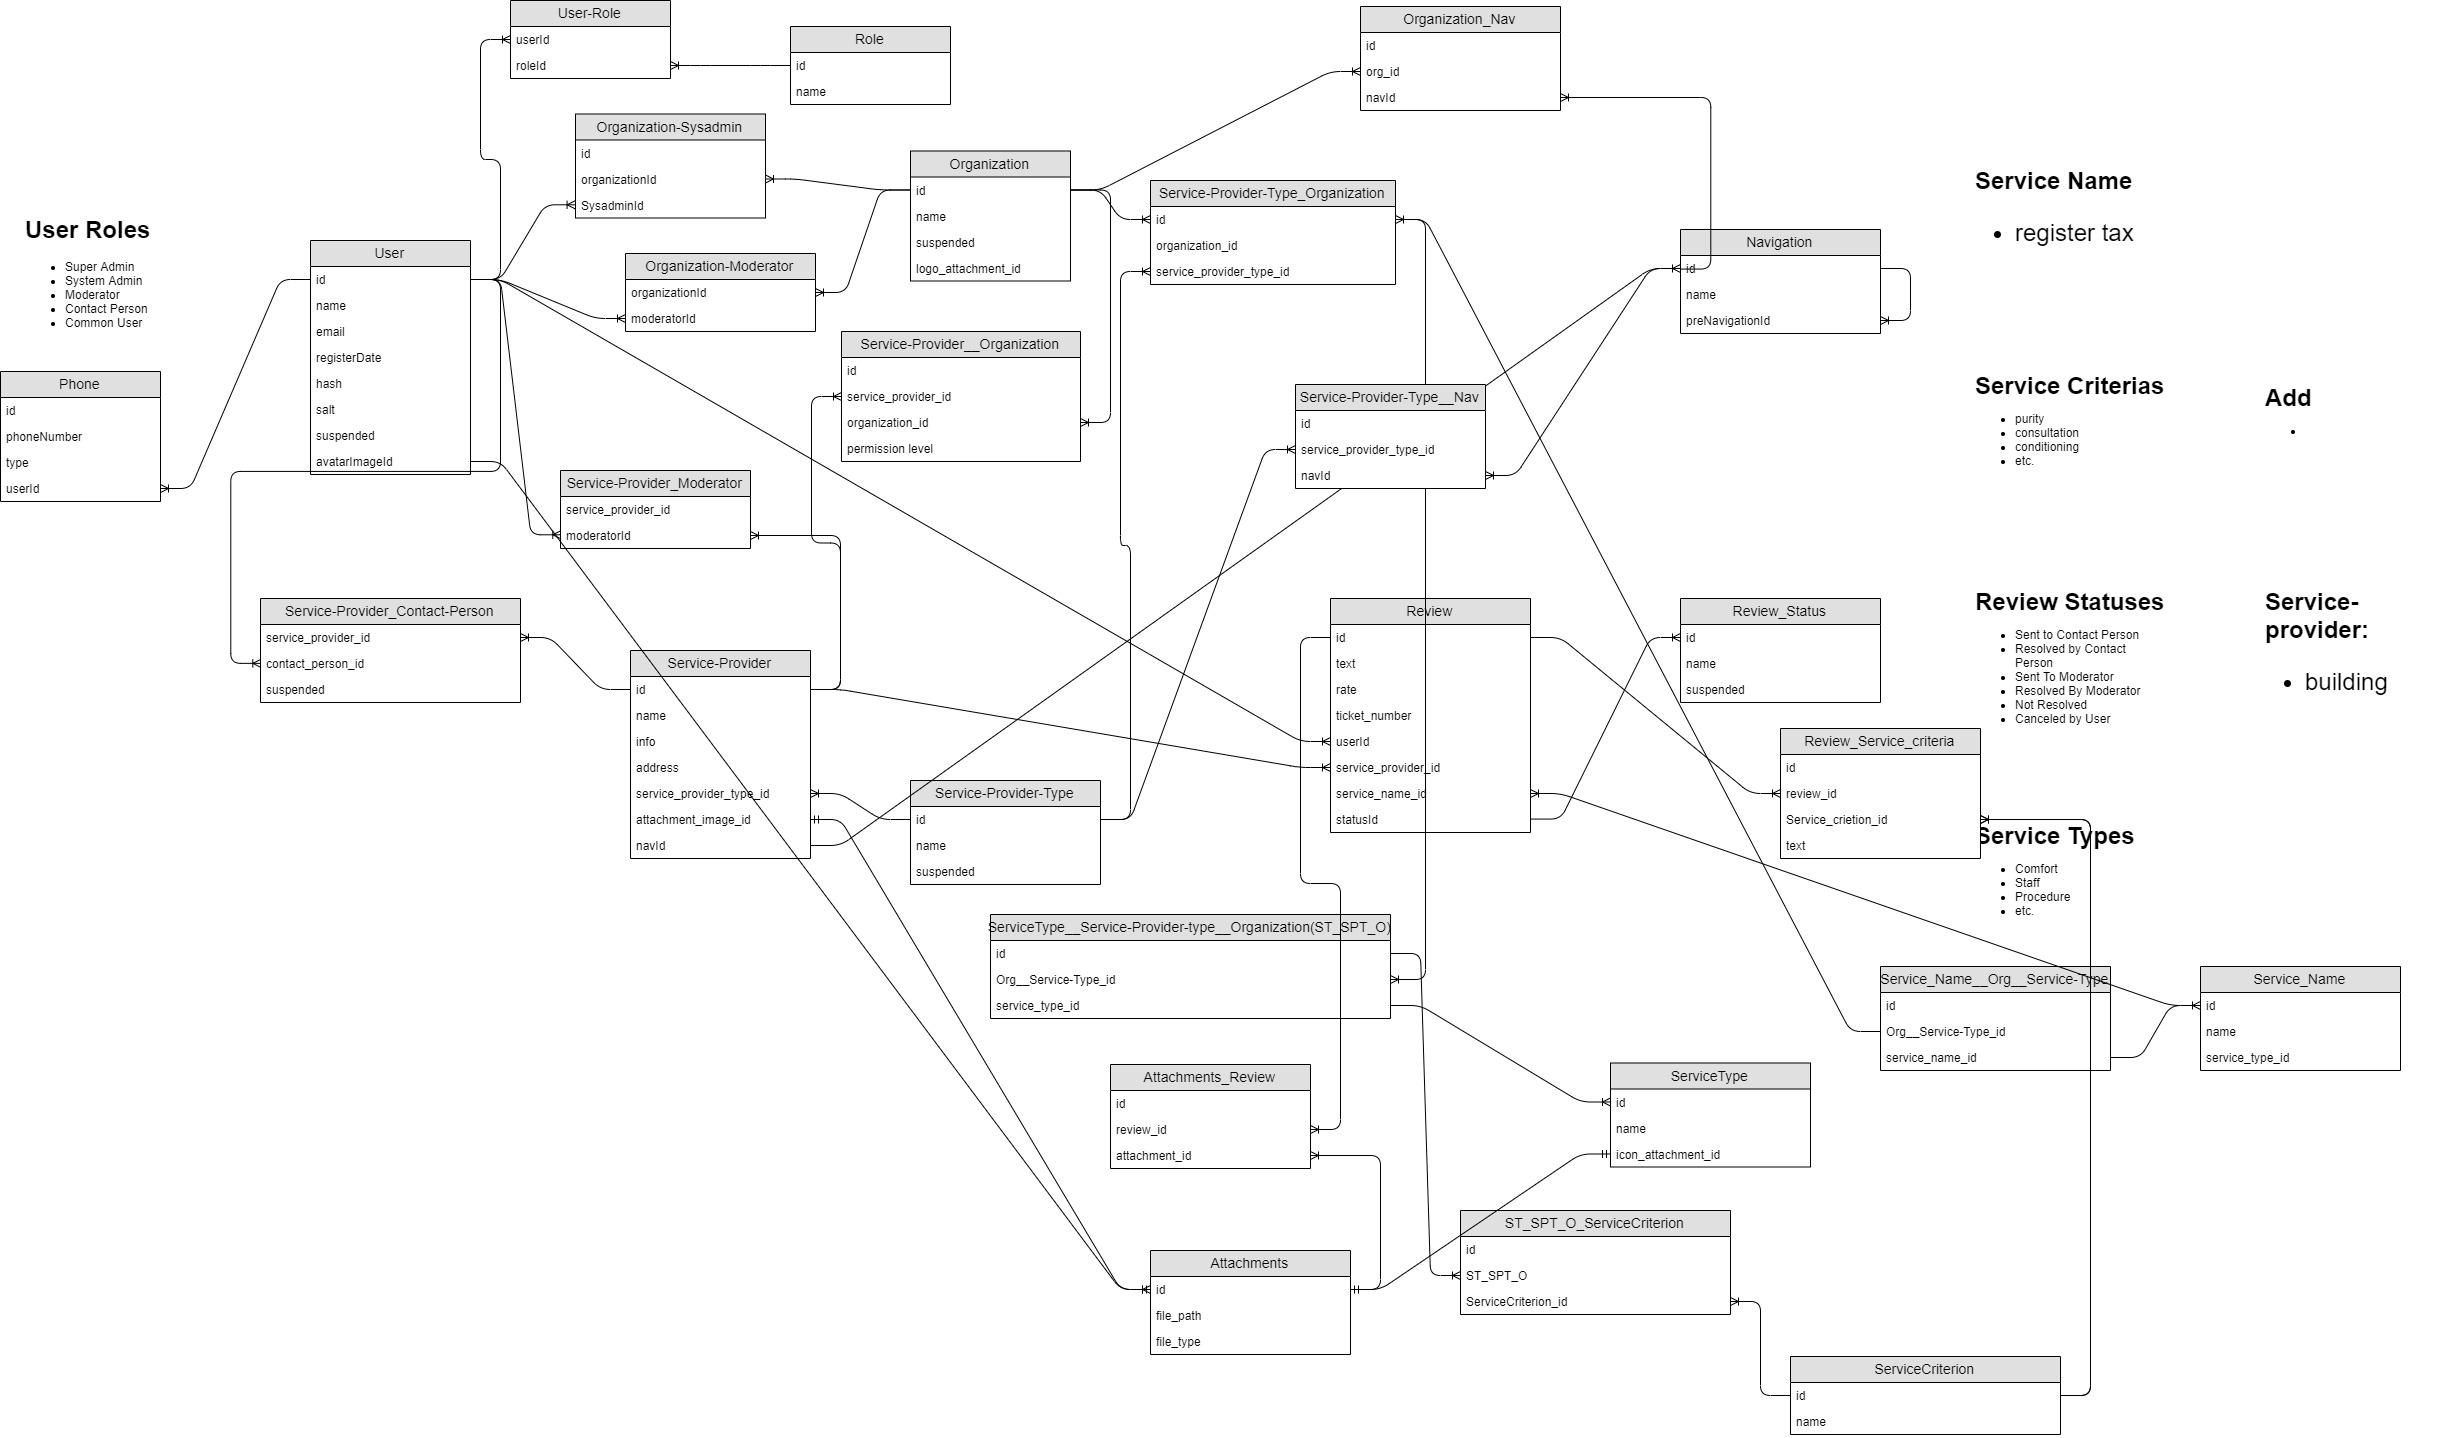 User-Role
userId
roleId
Role
id
name
Organization_Nav
id
org_id
navId
Organization-Sysadmin
id
organizationId
SysadminId
Organization
id
name
suspended
logo_attachment_id
Service-Provider-Type_Organization
id
organization_id
service_provider_type_id
Service Name
• register tax
User Roles
• Super Admin
• System Admin
• Moderator
• Contact Person
• Common User
User
id
name
email
registerDate
hash
salt
suspended
avatarImageId
Organization-Moderator
organizationId
moderatorId
Navigation
id
name
preNavigationId
Service-Provider__Organization
id
service_provider_id
organization_id
permission level
Phone
id
phoneNumber
type
userId
Service-Provider-Type__Nav
id
service_provider_type_id
navId
Service Criterias
• purity
• consultation
• conditioning
• etc.
Add
•
Service-Provider_Moderator
service_provider_id
moderatorId
Service-Provider_Contact-Person
service_provider_id
contact_person_id
suspended
Service-Provider
id
name
info
address
service_provider_type_id
attachment_image_id
navId
Service-Provider-Type
id
name
suspended
Review
id
text
rate
ticket_number
userId
service_provider_id
service_name_id
statusId
Review_Status
id
name
suspended
Review Statuses
• Sent to Contact Person
• Resolved by Contact
Person
• Sent To Moderator
• Resolved By Moderator
• Not Resolved
• Canceled by User
Service-
provider:
• building
Review_Service_criteria
id
review_id
Service_crietion_id
text
Service Types
• Comfort
• Staff
• Procedure
• etc.
ServiceType__Service-Provider-type__Organization(ST_SPT_O)
id
Org__Service-Type_id
service_type_id
Service_Name__Org__Service-Type
id
Org__Service-Type_id
service_name_id
Service_Name
id
name
service_type_id
Attachments_Review
id
review_id
attachment_id
ServiceType
id
name
icon_attachment_id
ST_SPT_O_ServiceCriterion
id
ST_SPT_O
ServiceCriterion_id
Attachments
id
file_path
file_type
ServiceCriterion
id
name